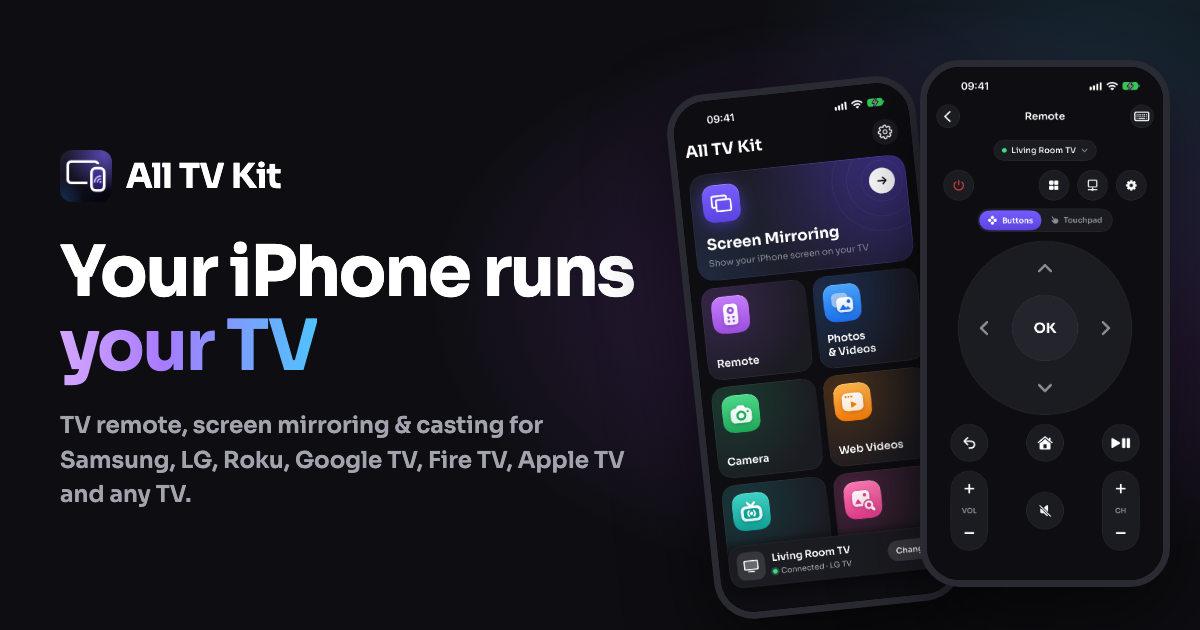 All TV Kit
Your iPhone runs
your TV
TV remote, screen mirroring & casting for
Samsung, LG, Roku, Google TV, Fire TV, Apple TV
and any TV.
09:41
All TV Kit
Screen Mirroring
Show your iPhone screen on your TV
Remote
Photos
& Videos
Camera
Web Videos
Living Room TV
Connected · LG TV
Chang
09:41
Remote
Living Room TV
Buttons
Touchpad
OK
+
VOL
−
+
CH
−